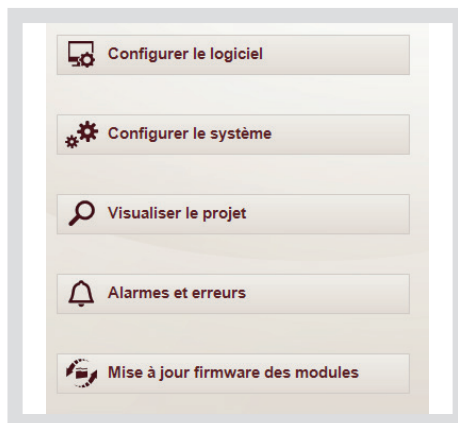 Configurer le logiciel
Configurer le système
Visualiser le projet
Alarmes et erreurs
Mise à jour firmware des modules